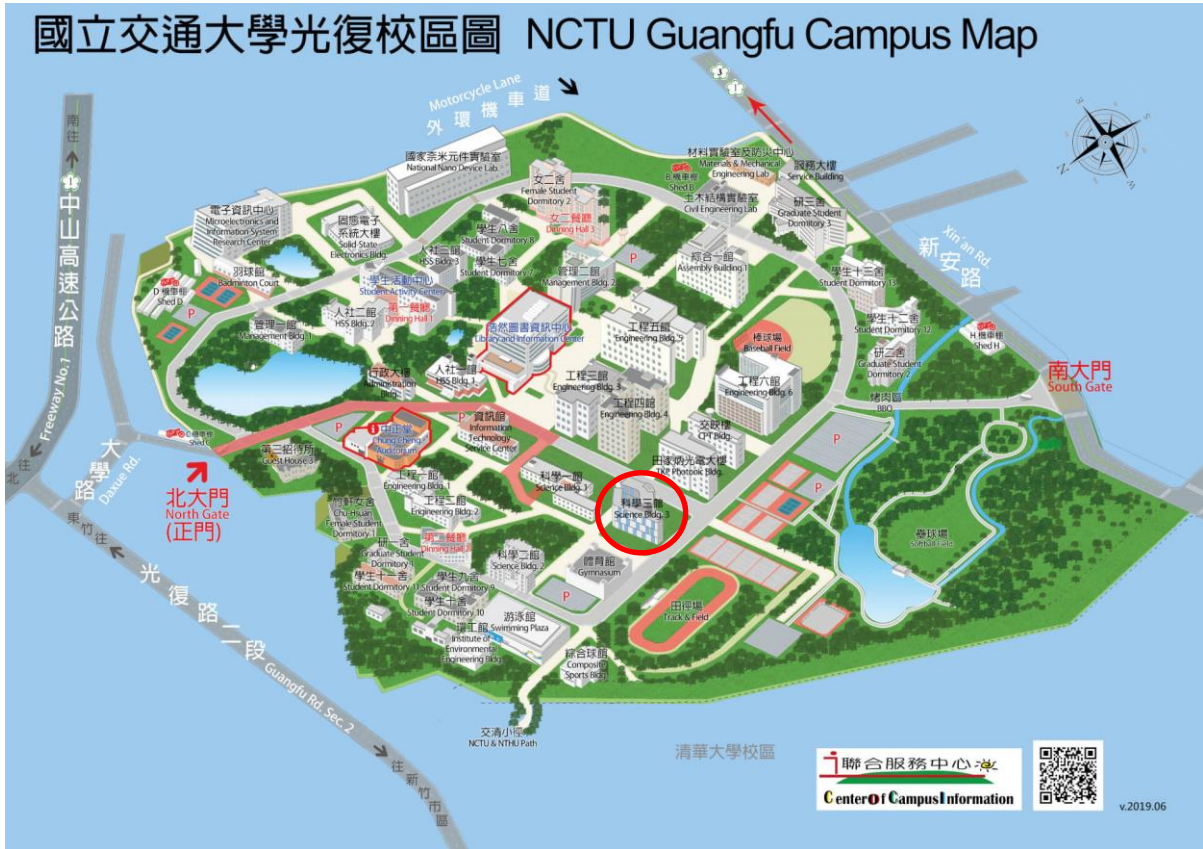 國立交通大學光復校區圖 NCTU Guangfu Campus Map
Motorcycle Lane
外環機車道
南往
中山高速公路
Freeway No. 1
往北
3
1
1
新安路
Xin'an Rd.
國家奈米元件實驗室
National Nano Device Lab.
材料實驗室及防災中心
Materials & Mechanical
Engineering Lab
服務大樓
Service Building
B.機車棚
Shed B
土木結構實驗室
Civil Engineering Lab
研三舍
Graduate Student
Dormitory 3
女二舍
Female Student
Dormitory 2
女二餐廳
Dinning Hall 3
電子資訊中心
Microelectronics and
Information System
Research Center
固態電子
系統大樓
Solid State
Electronics Bldg.
學生八舍
Student Dormitory 8
學生七舍
Student Dormitory 7
人社三館
HSS Bldg. 3
管理二館
Management Bldg. 2
P
綜合一館
Assembly Building 1
學生十三舍
Student Dormitory 13
羽球館
Badminton Court
D.機車棚
Shed D
P
學生活動中心
Student Activity Center
第一餐廳
Dinning Hall 1
人社二館
HSS Bldg. 2
管理一館
Management Bldg. 1
浩然圖書資訊中心
Library and Information Center
工程五館
Engineering Bldg. 5
棒球場
Baseball Field
學生十二舍
Student Dormitory 12
H.機車棚
Shed H
研二舍
Graduate Student
Dormitory 2
南大門
South Gate
行政大樓
Administration
Bldg.
人社一館
HSS Bldg. 1
工程三館
Engineering Bldg. 3
工程四館
Engineering Bldg. 4
工程六館
Engineering Bldg. 6
烤肉區
BBQ
大學路
Daxue Rd.
C.機車棚
Shed C
北大門
North Gate
(正門)
P
第三招待所
Guest House 3
i
中正堂
Chung Cheng
Auditorium
P
資訊館
Information
Technology
Service Center
交映樓
CPT Bldg.
田家炳光電大樓
TKP Photonic Bldg.
P
工程一館
Engineering Bldg. 1
科學一館
Science Bldg. 1
科學三館
Science Bldg. 3
竹軒女舍
Chu-Hsuan
Female Student
Dormitory 1
工程二館
Engineering Bldg. 2
壘球場
Softball Field
研一舍
Graduate Student
Dormitory 1
第二餐廳
Dinning Hall 2
科學二館
Science Bldg. 2
體育館
Gymnasium
P
學生十一舍
Student Dormitory 11
學生九舍
Student Dormitory 9
學生十舍
Student Dormitory 10
游泳館
Swimming Plaza
田徑場
Track & Field
環工館
Institute of
Environmental
Engineering Bldg.
綜合球館
Composite
Sports Bldg.
往竹東
光復路二段
Guangfu Rd. Sec. 2
往新竹市區
交清小徑
NCTU & NTHU Path
清華大學校區
i聯合服務中心
Center of Campus Information
v.2019.06